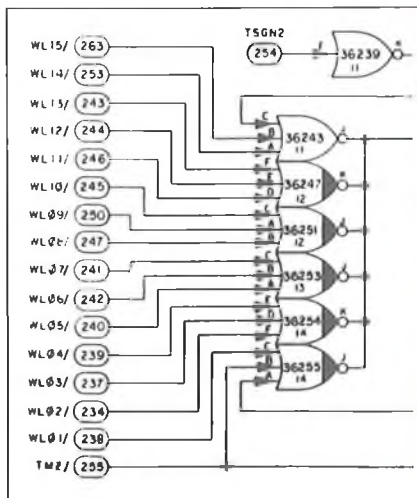 TSGN2
254
36239
11
WL15/ 263
WL14/ 253
WL13/ 243
WL12/ 244
WL11/ 246
WL10/ 245
WL09/ 250
WL08/ 247
WL07/ 241
WL06/ 242
WL05/ 240
WL04/ 239
WL03/ 237
WL02/ 234
WL01/ 238
TM2/ 255
C
B
A
36243
11
J
F
E
D
36247
12
K
C
A
B
36251
12
J
C
B
A
36253
13
J
F
D
E
36254
14
K
C
B
A
36255
14
J